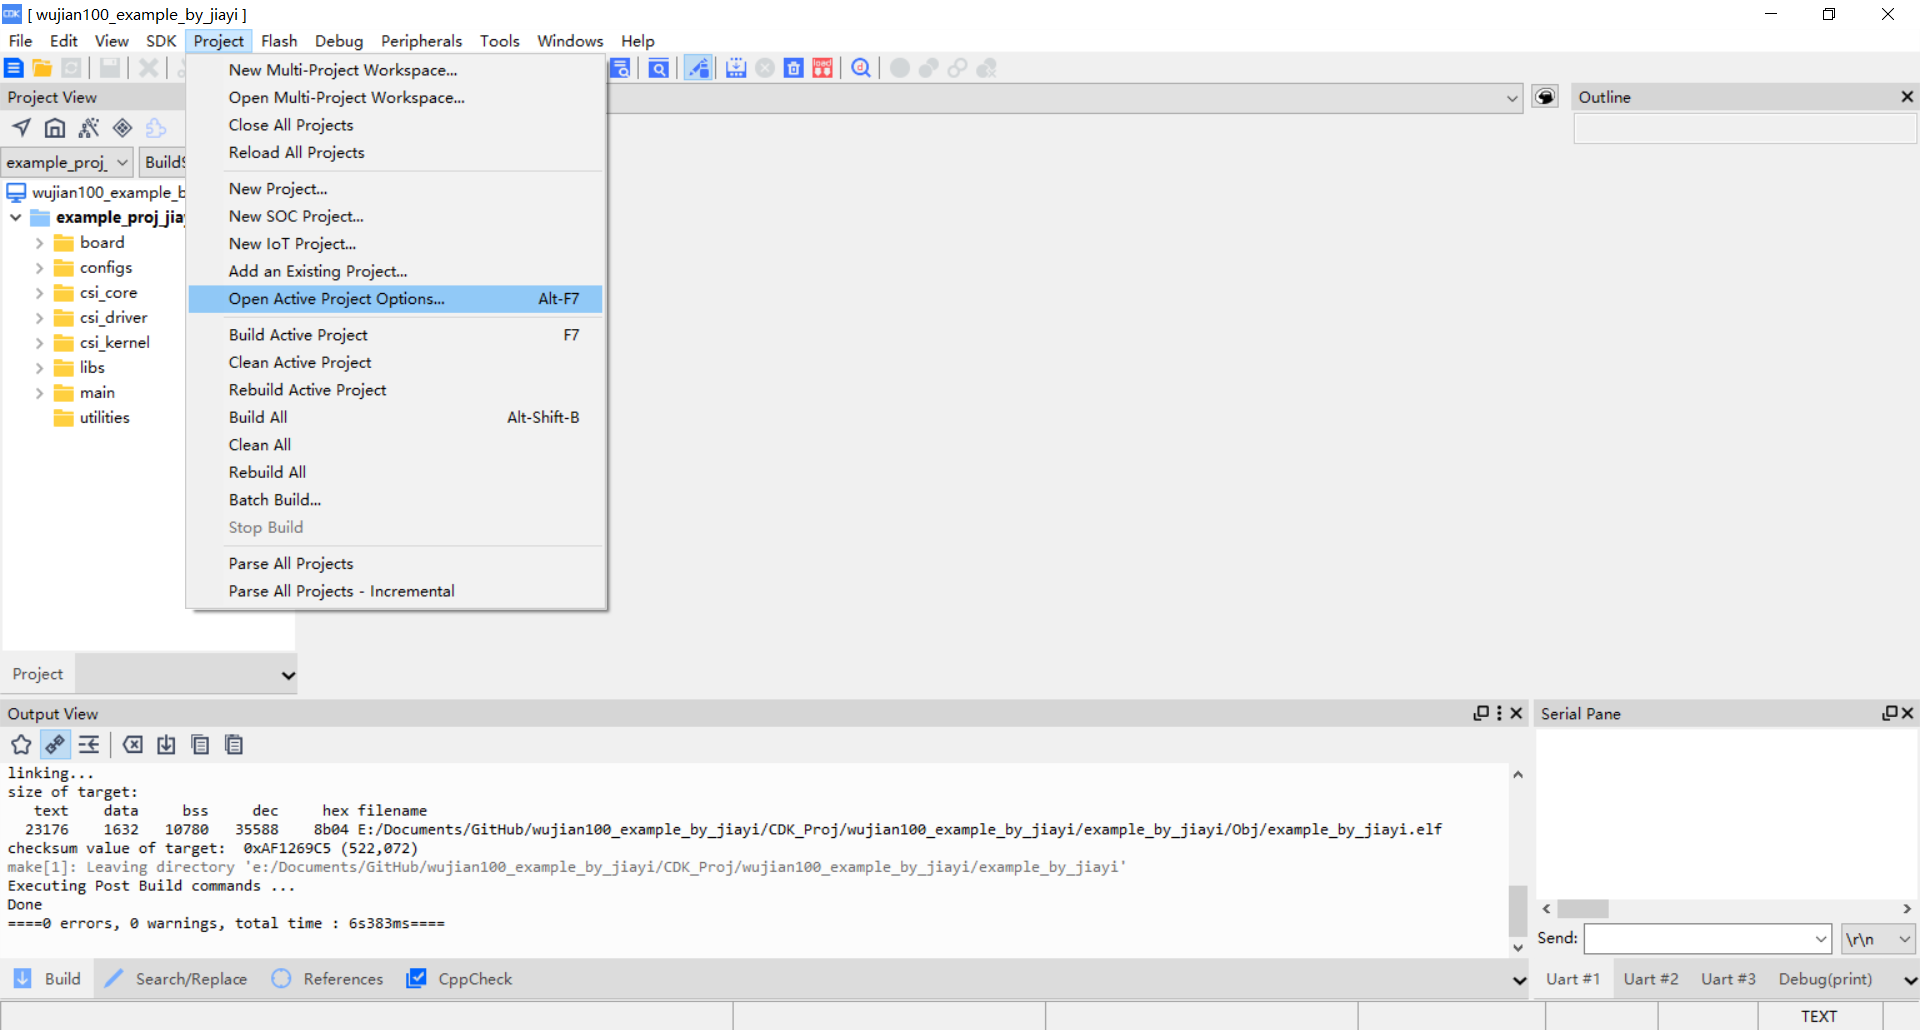 CDK [ wujian100_example_by_jiayi ]
File Edit View SDK Project Flash Debug Peripherals Tools Windows Help
load
Project View
Outline
example_proj_
Build
wujian100_example_b
example_proj_jia
board
configs
csi_core
csi_driver
csi_kernel
libs
main
utilities
New Multi-Project Workspace...
Open Multi-Project Workspace...
Close All Projects
Reload All Projects
New Project...
New SOC Project...
New IoT Project...
Add an Existing Project...
Open Active Project Options... Alt-F7
Build Active Project F7
Clean Active Project
Rebuild Active Project
Build All Alt-Shift-B
Clean All
Rebuild All
Batch Build...
Stop Build
Parse All Projects
Parse All Projects - Incremental
Project
Output View
linking...
size of target:
text data bss dec hex filename
23176 1632 10780 35588 8b04 E:/Documents/GitHub/wujian100_example_by_jiayi/CDK_Proj/wujian100_example_by_jiayi/example_by_jiayi/Obj/example_by_jiayi.elf
checksum value of target: 0xAF1269C5 (522,072)
make[1]: Leaving directory 'e:/Documents/GitHub/wujian100_example_by_jiayi/CDK_Proj/wujian100_example_by_jiayi/example_by_jiayi'
Executing Post Build commands ...
Done
====0 errors, 0 warnings, total time : 6s383ms====
Build Search/Replace References CppCheck
Serial Pane
Send:
\r\n
Uart #1 Uart #2 Uart #3 Debug(print)
TEXT